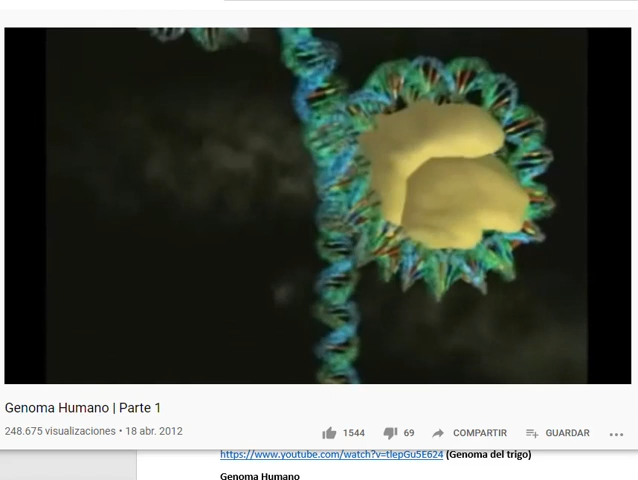 Genoma Humano | Parte 1
248.675 visualizaciones • 18 abr. 2012
1544 69 COMPARTIR GUARDAR ...
https://www.youtube.com/watch?v=tlepGu5E624 (Genoma del trigo)
Genoma Humano